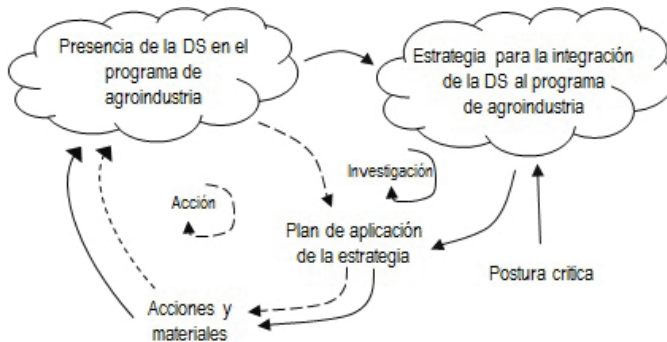 Presencia de la DS en el
programa de
agroindustria
Estrategia para la integración
de la DS al programa
de agroindustria
Investigación
Acción
Plan de aplicación
de la estrategia
Postura critica
Acciones y
materiales